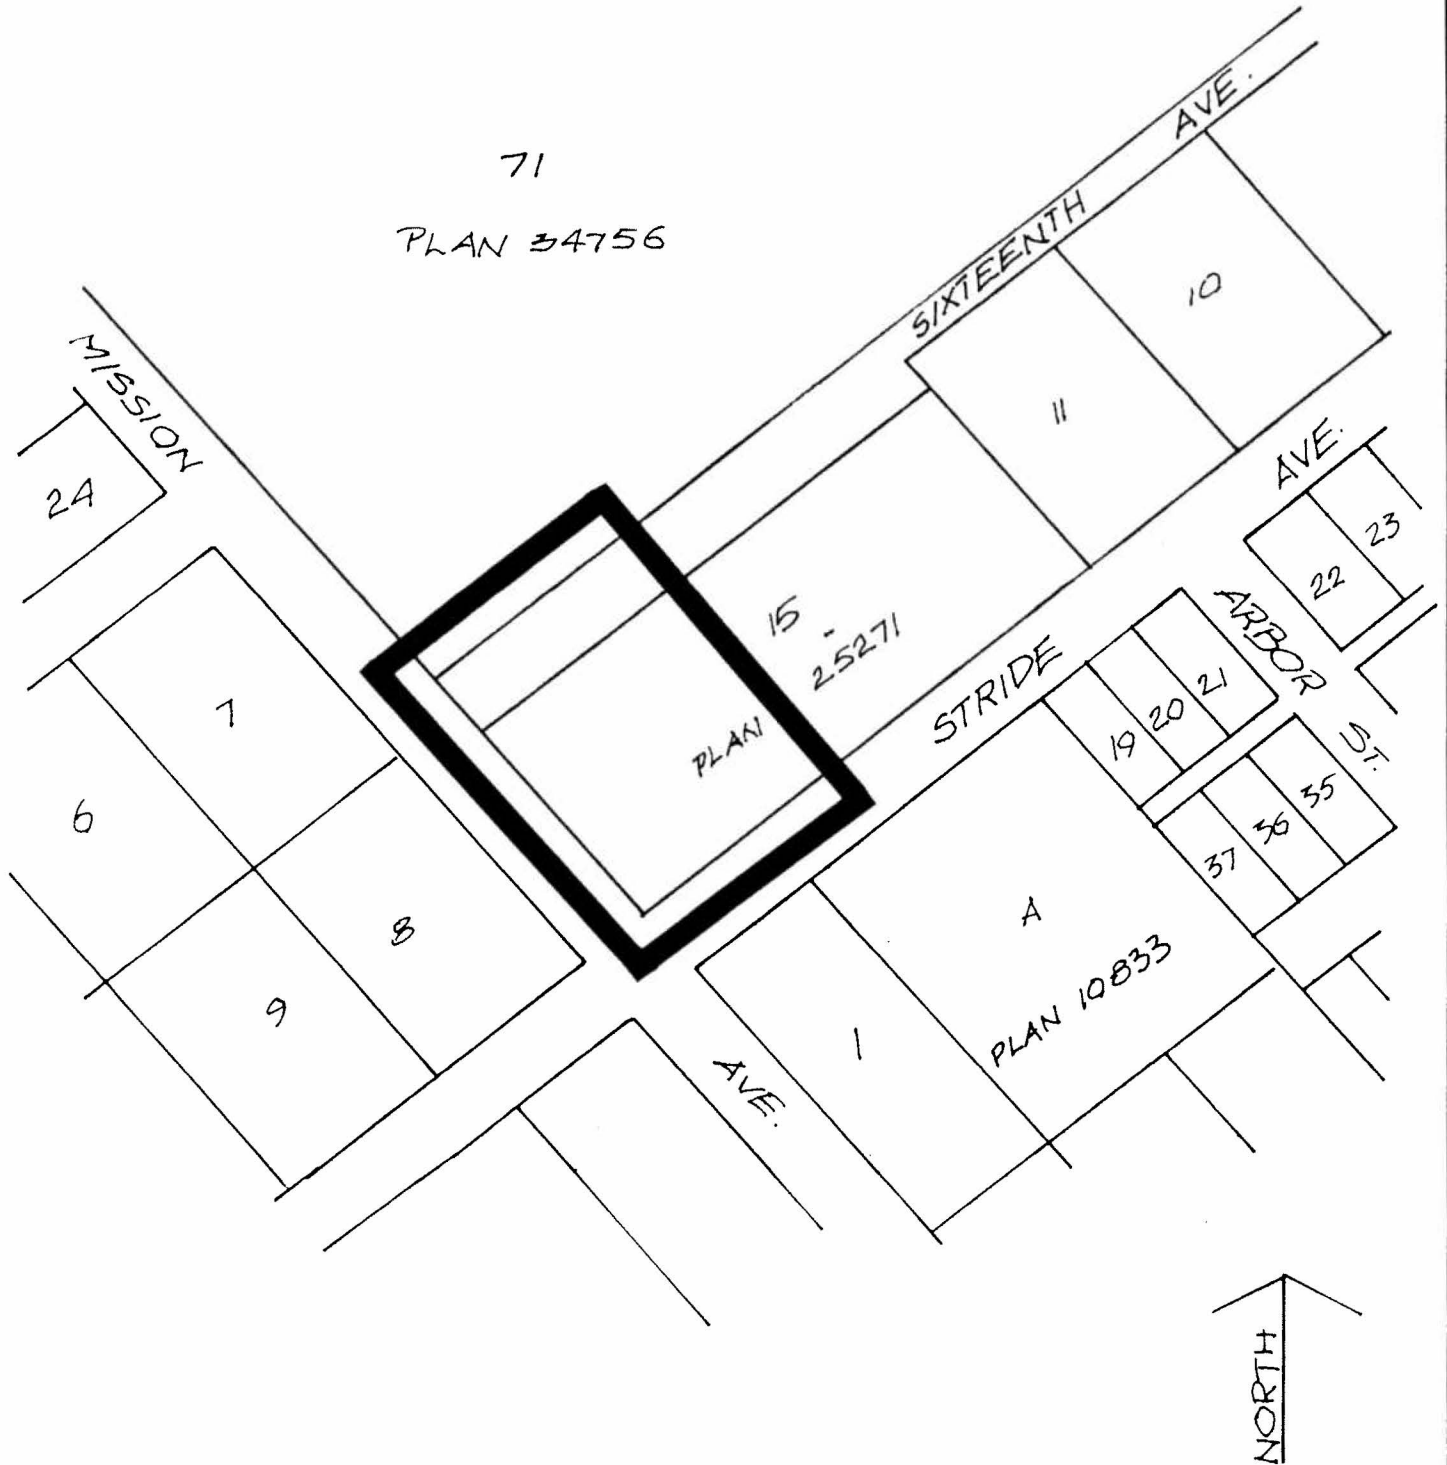 71
PLAN 34756
SIXTEENTH AVE.
MISSION
24
10
11
AVE.
23
22
15
PLAN 25271
STRIDE
ARBOR
ST.
21
20
19
7
6
35
36
37
8
A
PLAN 10833
9
1
AVE.
NORTH